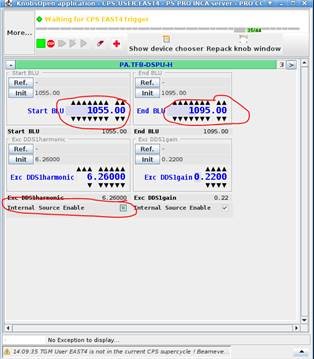 KnobsOpen application - CPS USER EAST4 - PS PRO INCA server - PRO CC
More...
Waiting for CPS EAST4 trigger
35/44
Show device chooser Repack knob window
PA.TFB-DSPU-H
3
Start BLU
End BLU
Ref. -
Ref. -
Init 1055.00
Init 1095.00
Start BLU 1055.00
End BLU 1095.00
Start BLU 1055.00
End BLU 1095.00
Exc DDS1harmonic
Exc DDS1gain
Ref. -
Ref. -
Init 6.26000
Init 0.2200
Exc DDS1harmonic 6.26000
Exc DDS1gain 0.2200
Exc DDS1harmonic 6.26000
Exc DDS1gain 0.22
Internal Source Enable
Internal Source Enable
No Exception to display...
14:09:35 TGM User EAST4 is not in the current CPS supercycle ! Beameve...